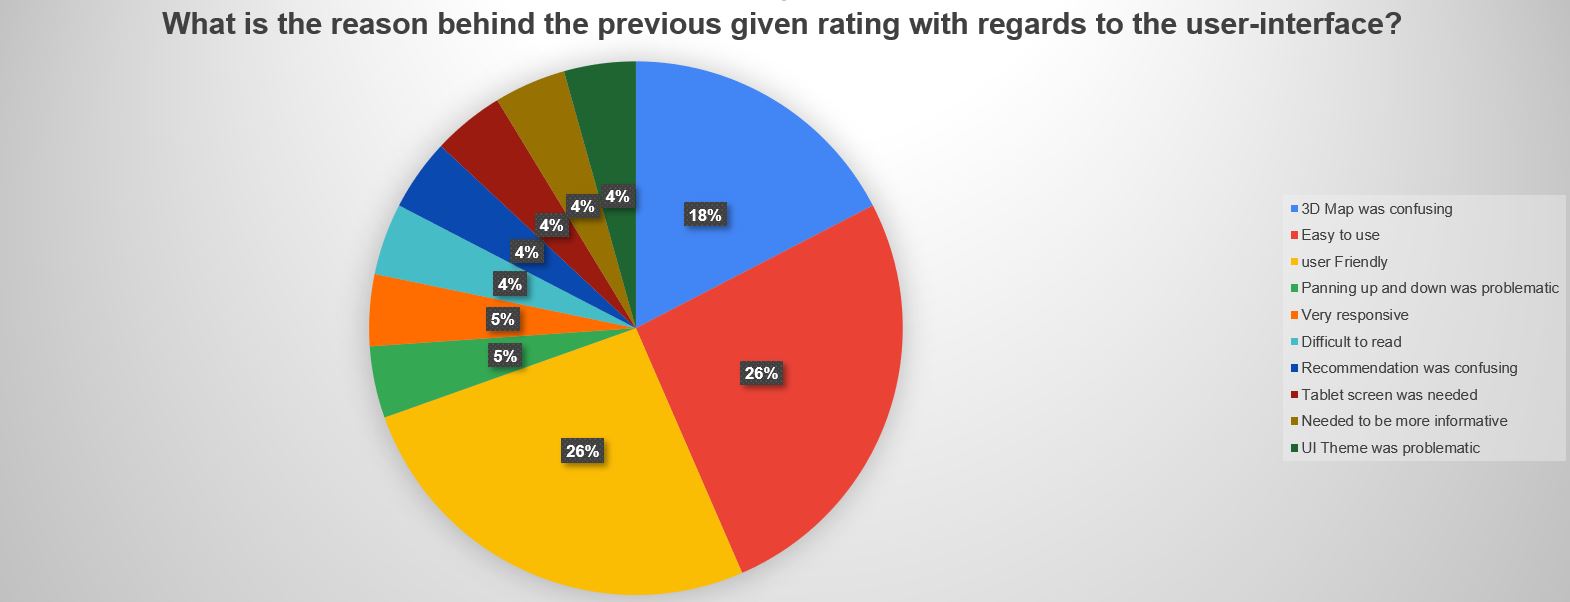 What is the reason behind the previous given rating with regards to the user-interface?
4%
18%
4%
4%
4%
4%
5%
5%
26%
26%
3D Map was confusing
Easy to use
user Friendly
Panning up and down was problematic
Very responsive
Difficult to read
Recommendation was confusing
Tablet screen was needed
Needed to be more informative
UI Theme was problematic